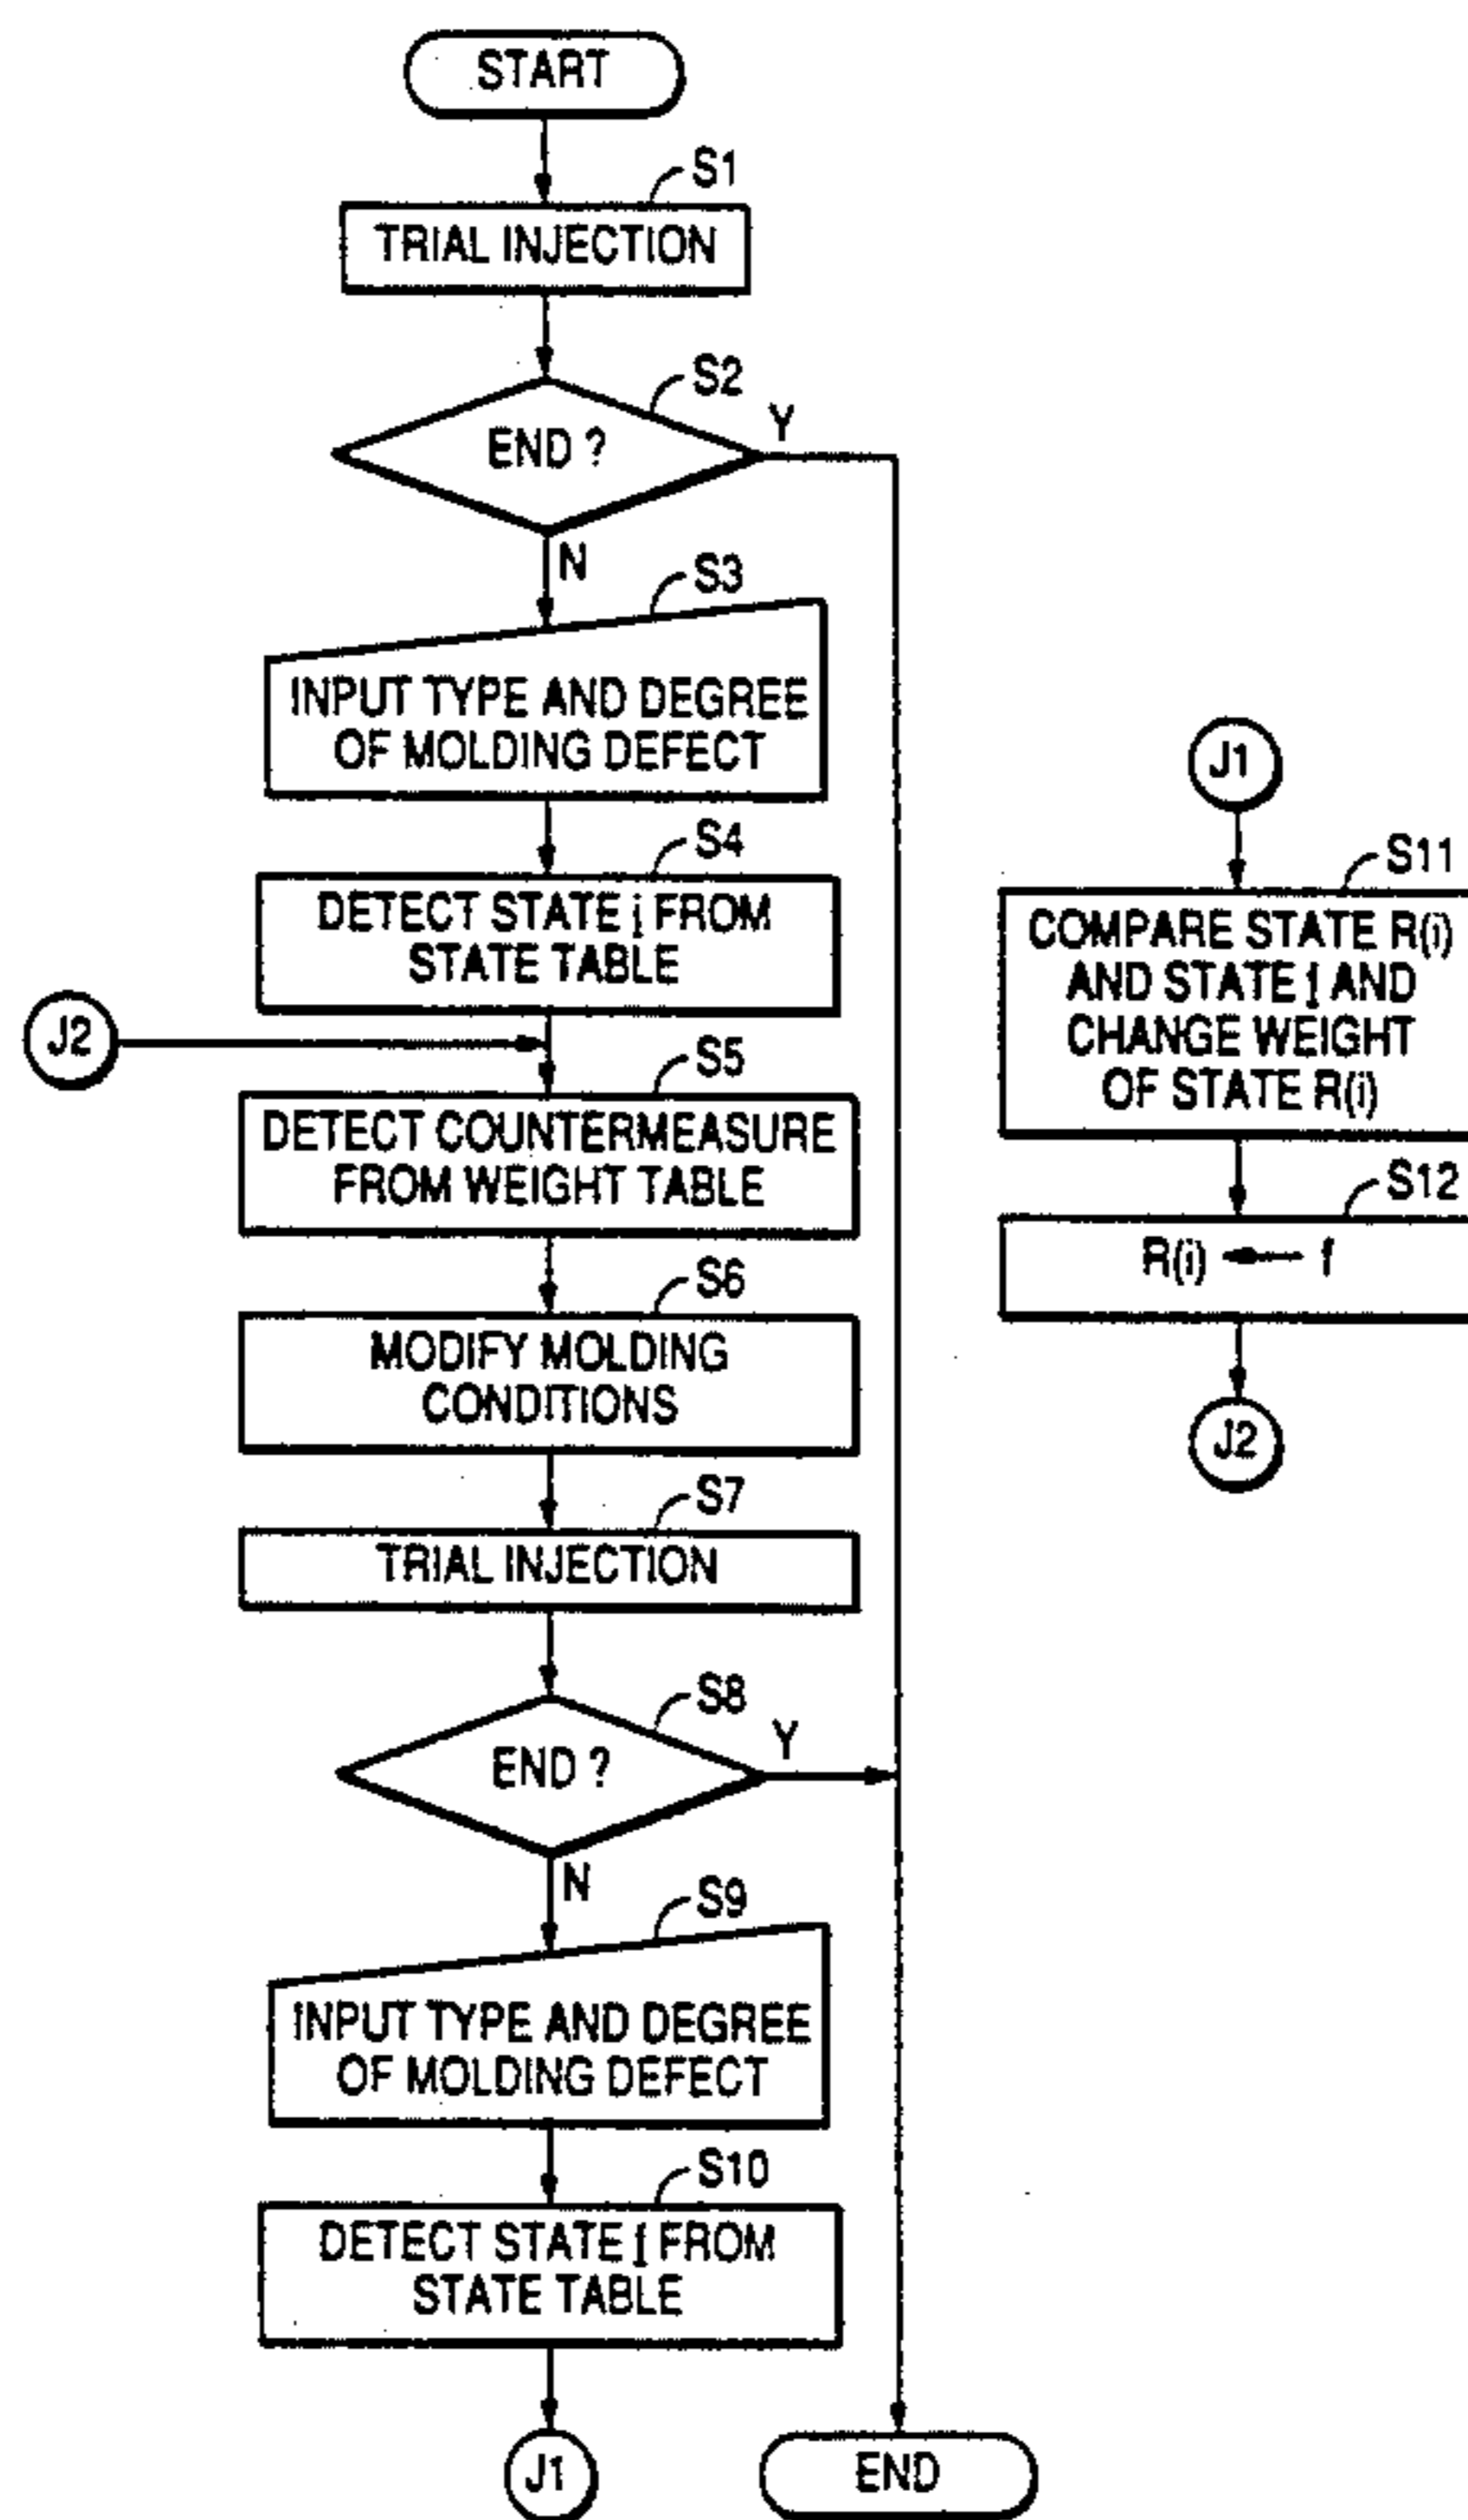 START
S1
TRIAL INJECTION
S2
END ?
Y
N
S3
INPUT TYPE AND DEGREE
OF MOLDING DEFECT
S4
DETECT STATE j FROM
STATE TABLE
J2
S5
DETECT COUNTERMEASURE
FROM WEIGHT TABLE
S6
MODIFY MOLDING
CONDITIONS
S7
TRIAL INJECTION
S8
END ?
Y
N
S9
INPUT TYPE AND DEGREE
OF MOLDING DEFECT
S10
DETECT STATE FROM
STATE TABLE
J1
END
J1
S11
COMPARE STATE R(i)
AND STATE AND
CHANGE WEIGHT
OF STATE R(i)
S12
R(i) ←
J2